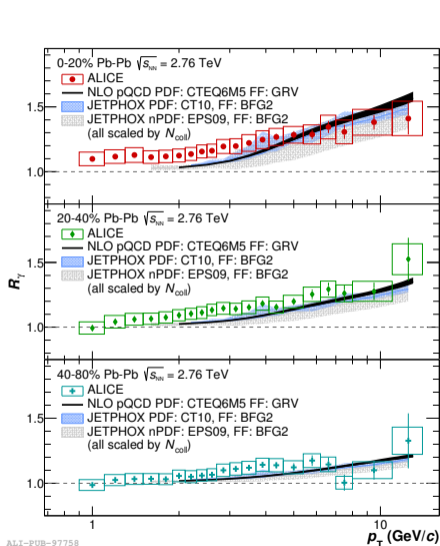 0-20% Pb-Pb √sNN = 2.76 TeV
ALICE
NLO pQCD PDF: CTEQ6M5 FF: GRV
JETPHOX PDF: CT10, FF: BFG2
JETPHOX nPDF: EPS09, FF: BFG2
(all scaled by Ncoll)
1.5
1.0
20-40% Pb-Pb √sNN = 2.76 TeV
ALICE
NLO pQCD PDF: CTEQ6M5 FF: GRV
JETPHOX PDF: CT10, FF: BFG2
JETPHOX nPDF: EPS09, FF: BFG2
(all scaled by Ncoll)
1.5
1.0
Rγ
40-80% Pb-Pb √sNN = 2.76 TeV
ALICE
NLO pQCD PDF: CTEQ6M5 FF: GRV
JETPHOX PDF: CT10, FF: BFG2
JETPHOX nPDF: EPS09, FF: BFG2
(all scaled by Ncoll)
1.5
1.0
1 10
pT (GeV/c)
ALI-PUB-97758